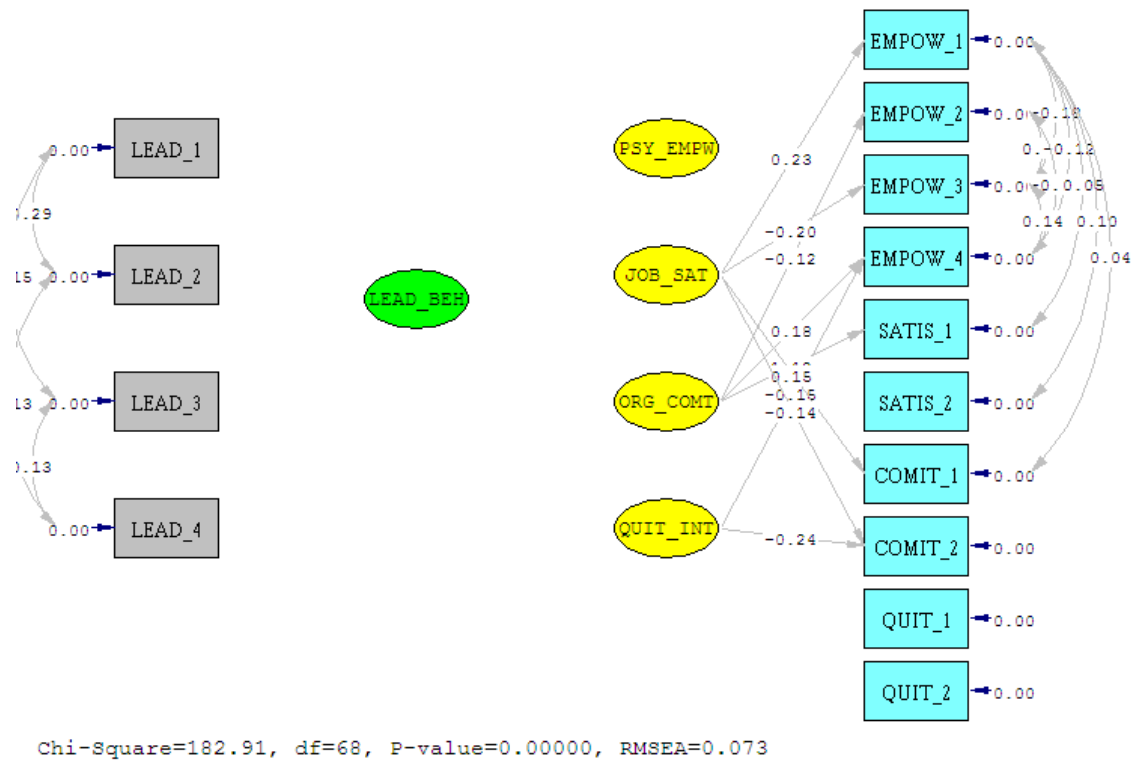 EMPOW_1
0.00
EMPOW_2
EMPOW_3
EMPOW_4
0.00
SATIS_1
0.00
SATIS_2
0.00
COMIT_1
0.00
COMIT_2
0.00
QUIT_1
0.00
QUIT_2
0.00
0.00
LEAD_1
0.00
LEAD_2
0.00
LEAD_3
0.00
LEAD_4
0.13
LEAD_BEH
PSY_EMPW
JOB_SAT
ORG_COMT
QUIT_INT
0.23
-0.20
-0.12
0.18
0.15
-0.14
-0.24
0.05
0.14
0.10
0.04
Chi-Square=182.91, df=68, P-value=0.00000, RMSEA=0.073